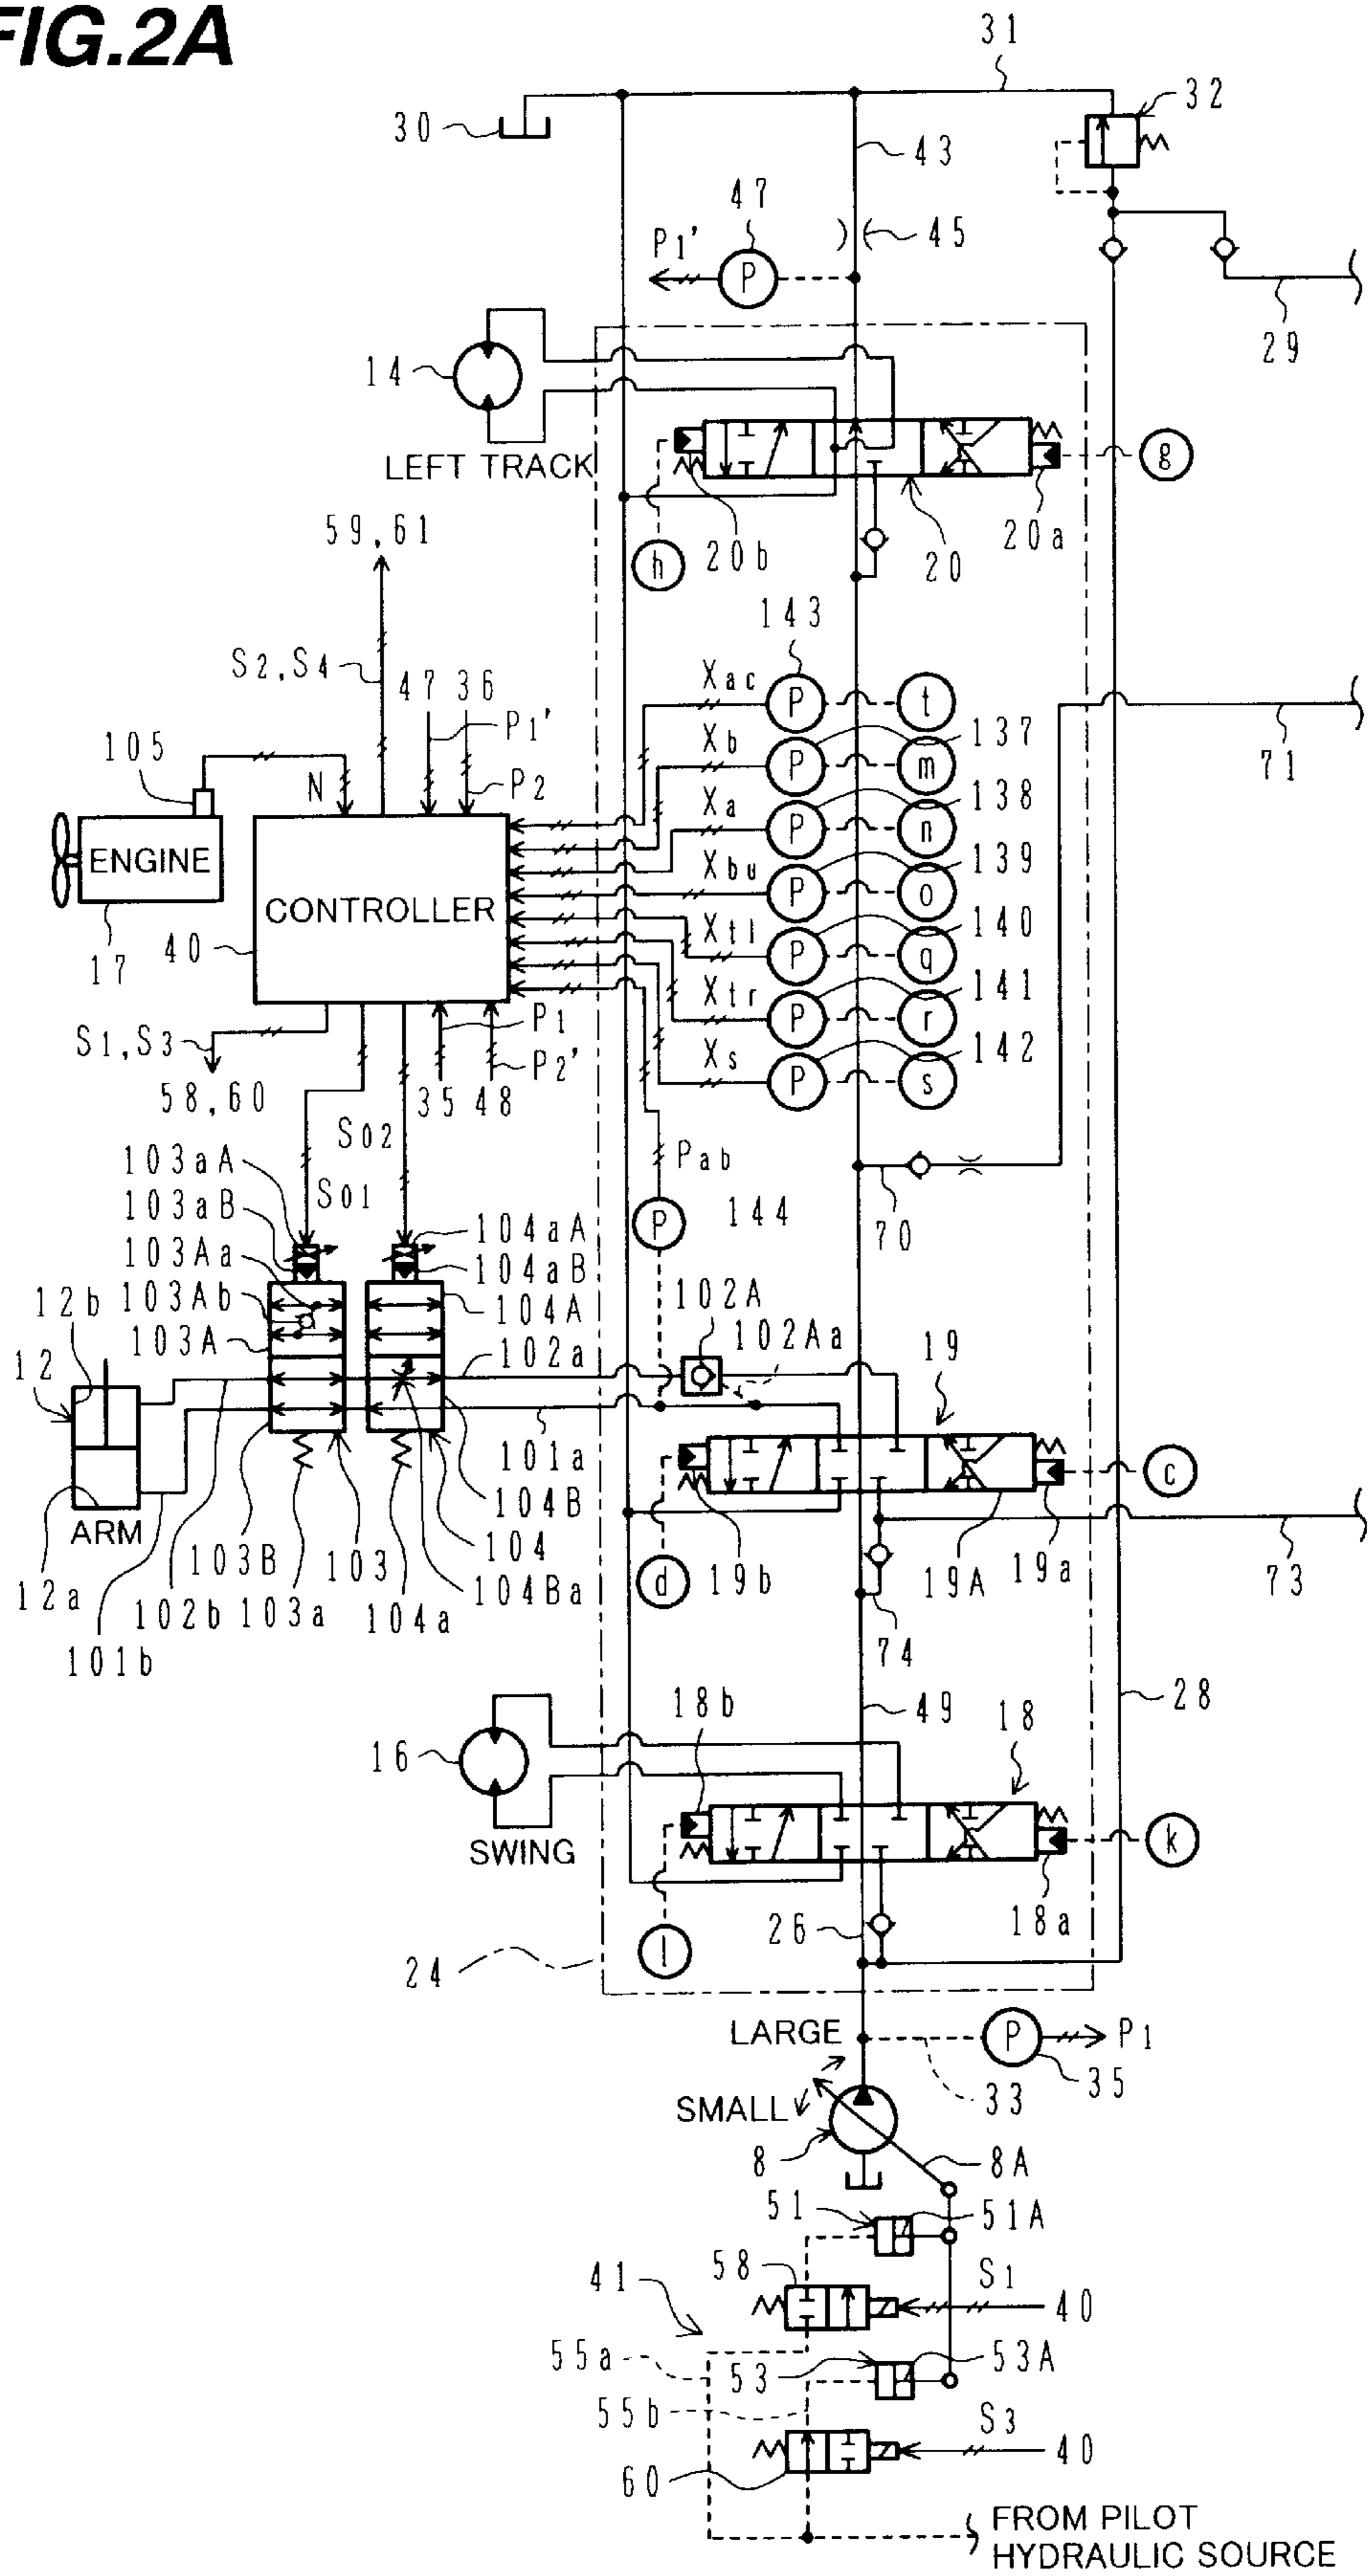 FIG.2A
31
32
30
43
47
P1'
P
45
29
14
LEFT TRACK
g
h
20b
20
20a
59,61
143
S2,S4
47
36
Xac
P
t
P1'
Xb
P
m
137
71
105
N
P2
Xa
P
n
138
ENGINE
Xbu
P
o
139
CONTROLLER
Xtl
P
q
140
17
40
Xtr
P
r
141
S1,S3
P1
P2'
Xs
P
s
142
58,60
35
48
S02
Pab
103aA
S01
P
144
70
103aB
104aA
103Aa
104aB
12b
103Ab
104A
102A
103A
102a
102Aa
19
12
101a
c
ARM
104B
12a
103B
103
104
d
19b
19A
19a
73
102b
103a
104a
104Ba
101b
74
18b
49
28
18
16
SWING
k
26
18a
l
24
LARGE
P
P1
SMALL
33
35
8
8A
51
51A
58
S1
41
40
55a
53
53A
55b
S3
60
40
FROM PILOT
HYDRAULIC SOURCE